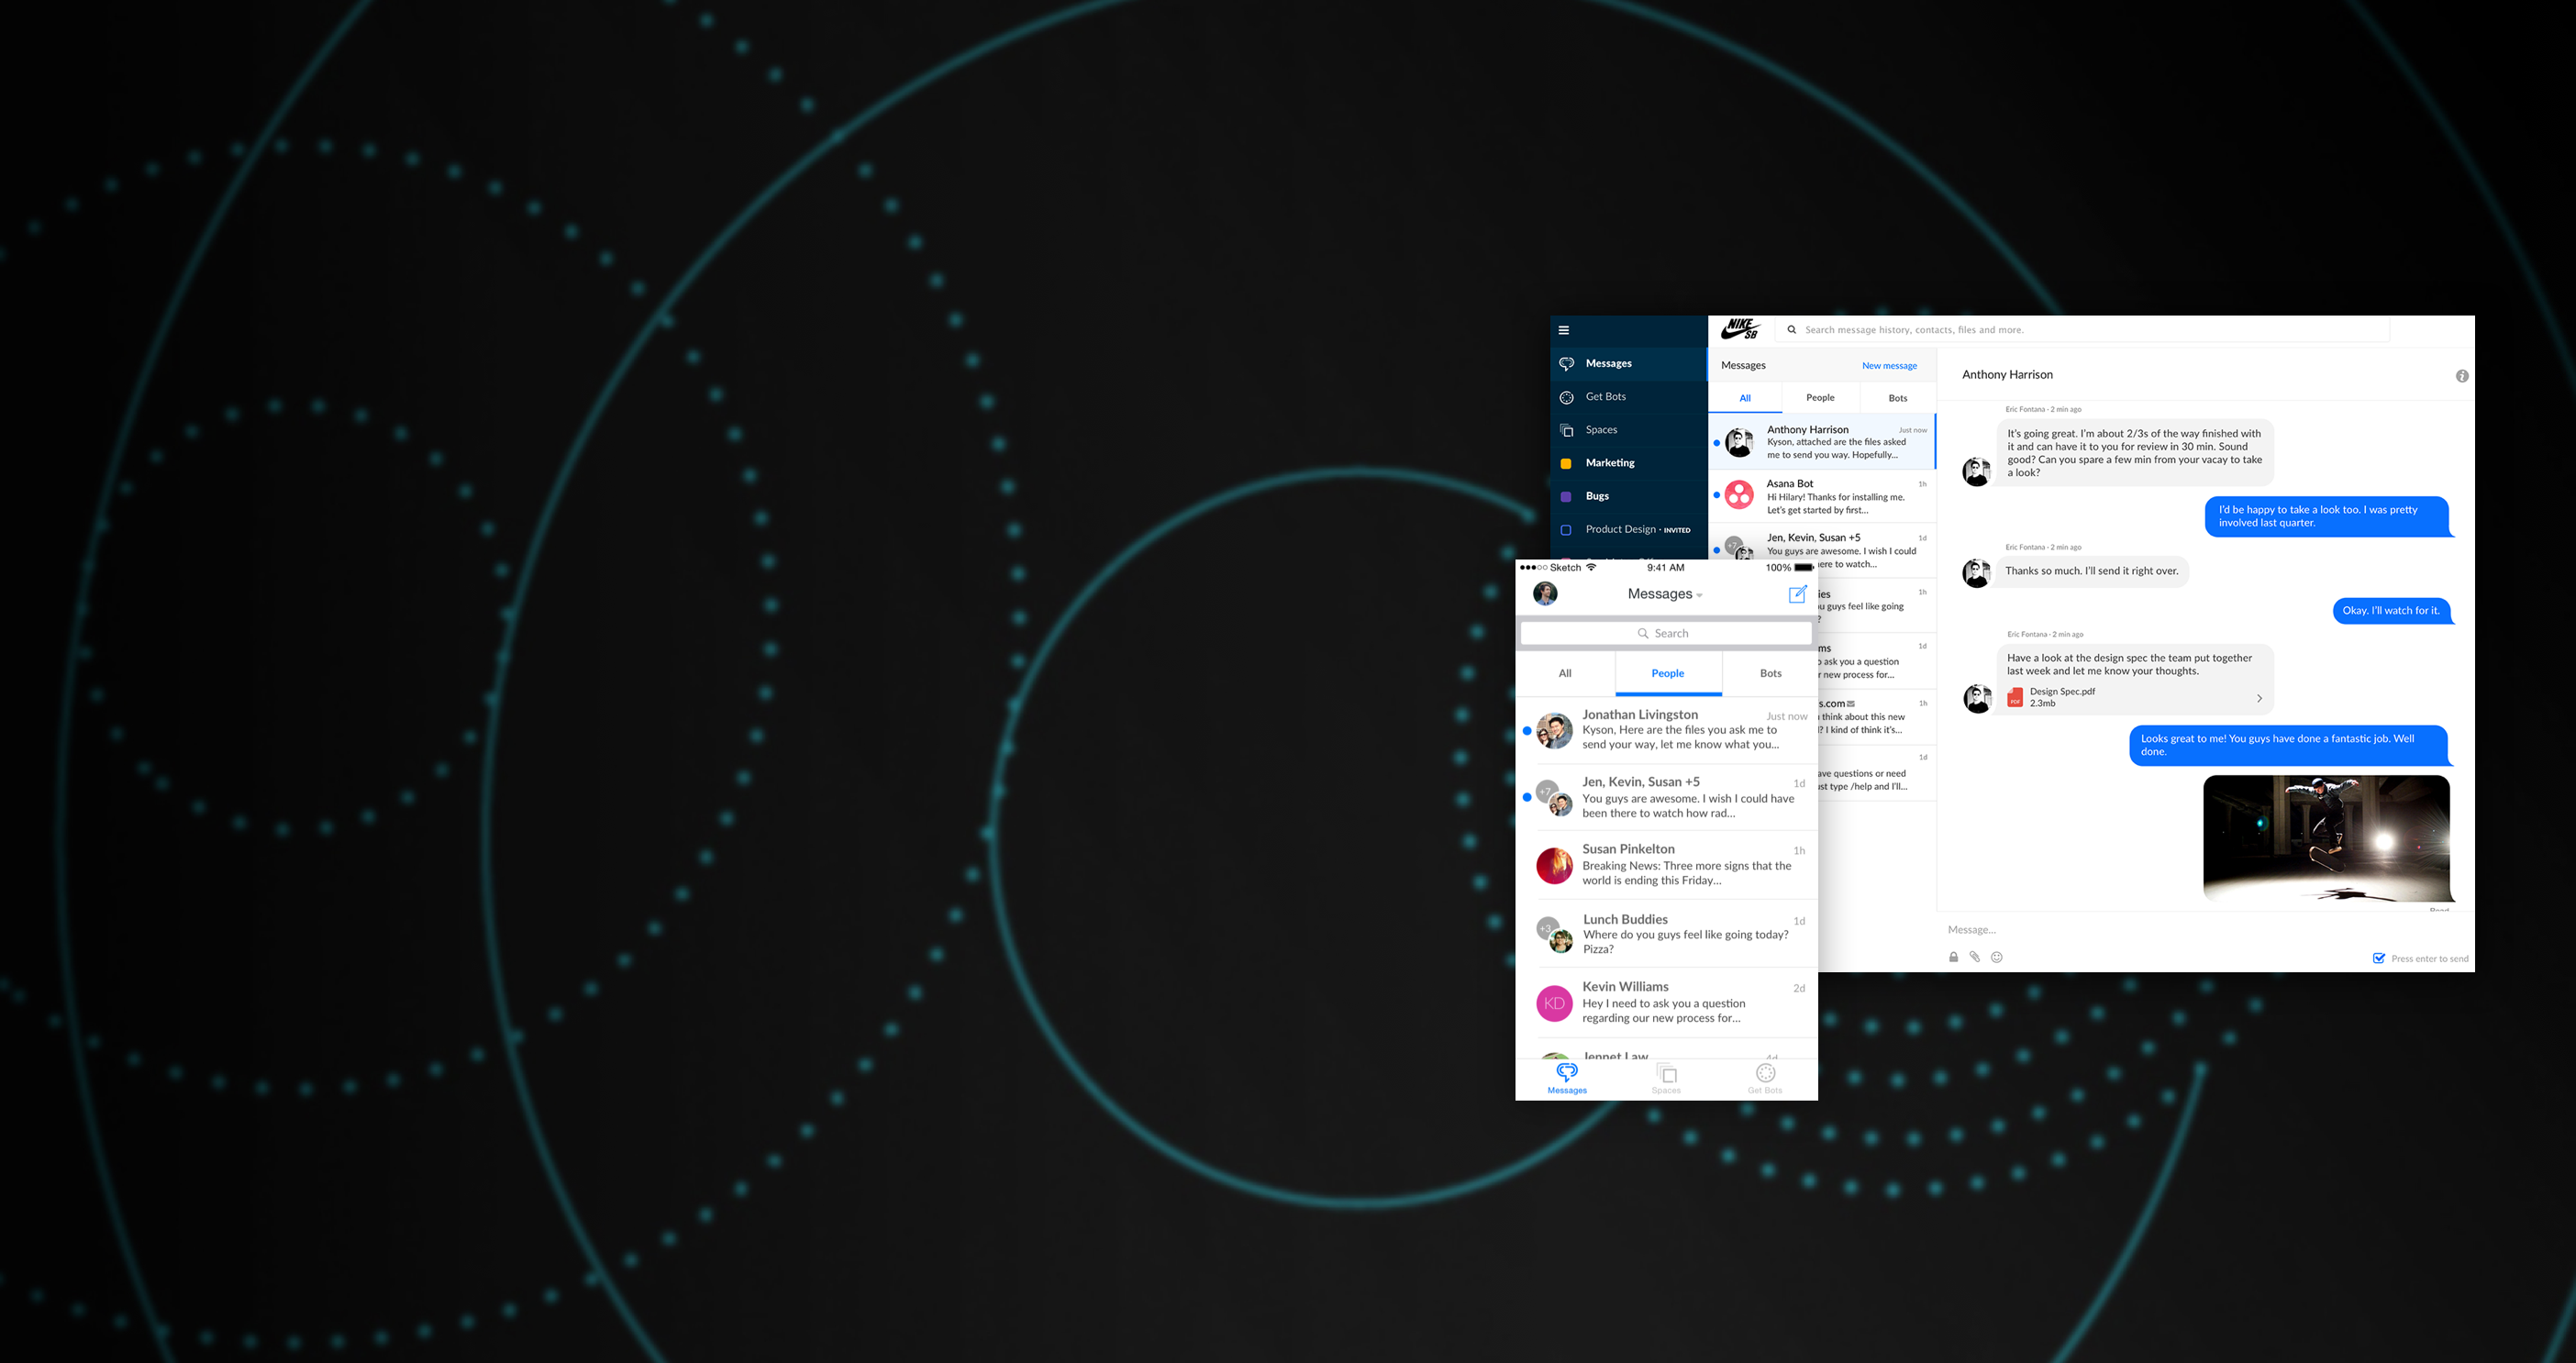 NIKE
SB
Search message history, contacts, files and more.
Messages
Get Bots
Spaces
Marketing
Bugs
Product Design • INVITED
Messages
New message
All
People
Bots
Anthony Harrison
Just now
Kyson, attached are the files asked
me to send you way. Hopefully...
Asana Bot
1h
Hi Hilary! Thanks for installing me.
Let's get started by first...
Jen, Kevin, Susan +5
1d
+7
You guys are awesome. I wish I could
ere to watch...
ies
1h
u guys feel like going
?
ms
1d
ask you a question
r new process for...
s.com
1h
think about this new
? I kind of think it's...
1d
ave questions or need
st type /help and I'll...
Anthony Harrison
Eric Fontana - 2 min ago
It's going great. I'm about 2/3s of the way finished with
it and can have it to you for review in 30 min. Sound
good? Can you spare a few min from your vacay to take
a look?
I'd be happy to take a look too. I was pretty
involved last quarter.
Eric Fontana - 2 min ago
Thanks so much. I'll send it right over.
Okay. I'll watch for it.
Eric Fontana - 2 min ago
Have a look at the design spec the team put together
last week and let me know your thoughts.
PDF
Design Spec.pdf
2.3mb
Looks great to me! You guys have done a fantastic job. Well
done.
Message...
Press enter to send
Sketch
9:41 AM
100%
Messages
Search
All
People
Bots
Jonathan Livingston
Just now
Kyson, Here are the files you ask me to
send your way, let me know what you...
+7
Jen, Kevin, Susan +5
1d
You guys are awesome. I wish I could have
been there to watch how rad...
Susan Pinkelton
1h
Breaking News: Three more signs that the
world is ending this Friday...
+3
Lunch Buddies
1d
Where do you guys feel like going today?
Pizza?
KD
Kevin Williams
2d
Hey I need to ask you a question
regarding our new process for...
Jennet Law
4d
Messages
Spaces
Get Bots